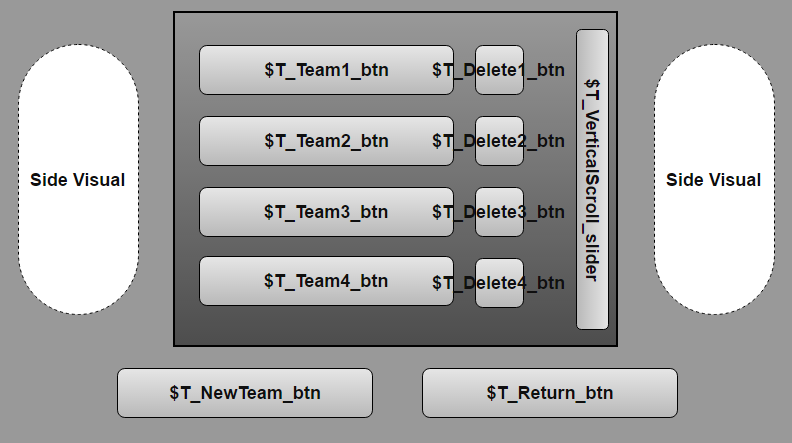 $T_Team1_btn $T_Delete1_btn
$T_Team2_btn $T_Delete2_btn
$T_Team3_btn $T_Delete3_btn
$T_Team4_btn $T_Delete4_btn
$T_VerticalScroll_slider
Side Visual
Side Visual
$T_NewTeam_btn
$T_Return_btn